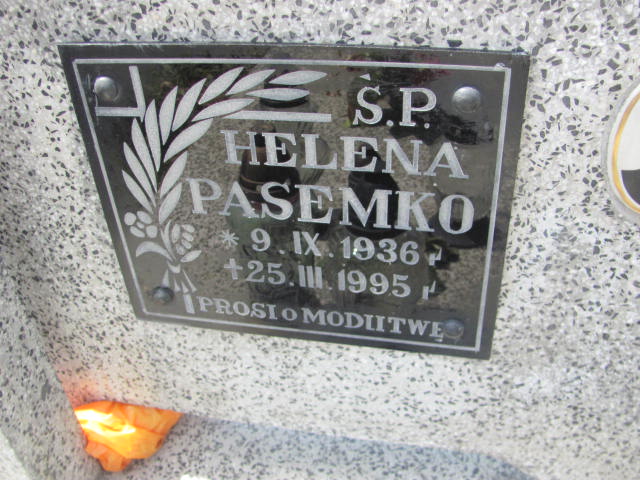 Ś.P.
HELENA
PASEMKO
* 9.IX.1936 r
† 25.III.1995 r
PROSI o MODLITWĘ